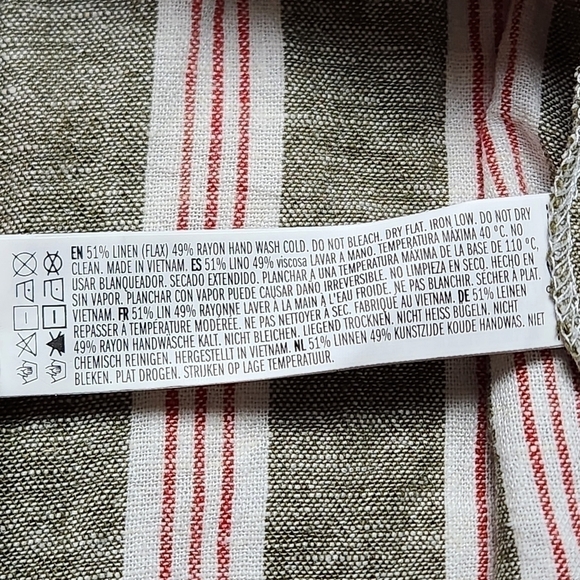 EN 51% LINEN (FLAX) 49% RAYON HAND WASH COLD. DO NOT BLEACH. DRY FLAT. IRON LOW. DO NOT DRY
CLEAN. MADE IN VIETNAM. ES 51% LINO 49% viscosa LAVAR A MANO. TEMPERATURA MÁXIMA 40 °C. NO
USAR BLANQUEADOR. SECADO EXTENDIDO. PLANCHAR A UNA TEMPERATURA MÁXIMA DE LA BASE DE 110 °C,
SIN VAPOR. PLANCHAR CON VAPOR PUEDE CAUSAR DAÑO IRREVERSIBLE. NO LIMPIEZA EN SECO. HECHO EN
VIETNAM. FR 51% LIN 49% RAYONNE LAVER À LA MAIN À L'EAU FROIDE. NE PAS BLANCHIR. SÉCHER À PLAT.
REPASSER À TEMPÉRATURE MODÉRÉE. NE PAS NETTOYER À SEC. FABRIQUÉ AU VIETNAM. DE 51% LEINEN
49% RAYON HANDWÄSCHE KALT. NICHT BLEICHEN. LIEGEND TROCKNEN. NICHT HEISS BÜGELN. NICHT
CHEMISCH REINIGEN. HERGESTELLT IN VIETNAM. NL 51% LINNEN 49% KUNSTZIJDE KOUDE HANDWAS. NIET
BLEKEN. PLAT DROGEN. STRIJKEN OP LAGE TEMPERATUUR.